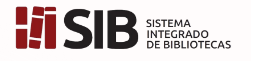 SIB
SISTEMA
INTEGRADO
DE BIBLIOTECAS